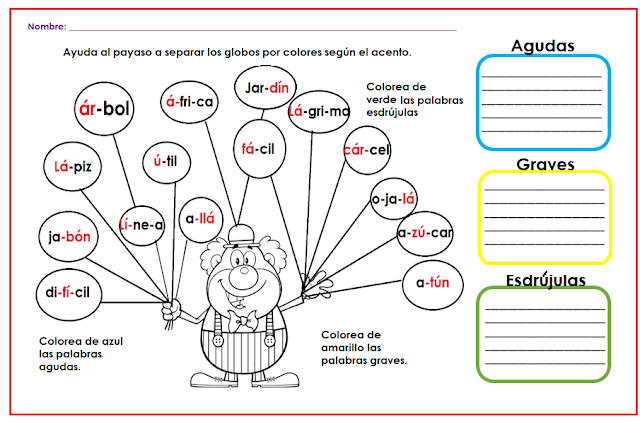 Nombre:
Ayuda al payaso a separar los globos por colores según el acento.
Agudas
Graves
Esdrújulas
Colorea de
verde las palabras
esdrújulas
ár-bol
á-fri-ca
Jar-dín
Lá-gri-ma
Lá-piz
ú-til
fá-cil
cár-cel
o-ja-lá
ja-bón
Lí-ne-a
a-llá
a-zú-car
di-fí-cil
a-tún
Colorea de azul
las palabras
agudas.
Colorea de
amarillo las
palabras graves.